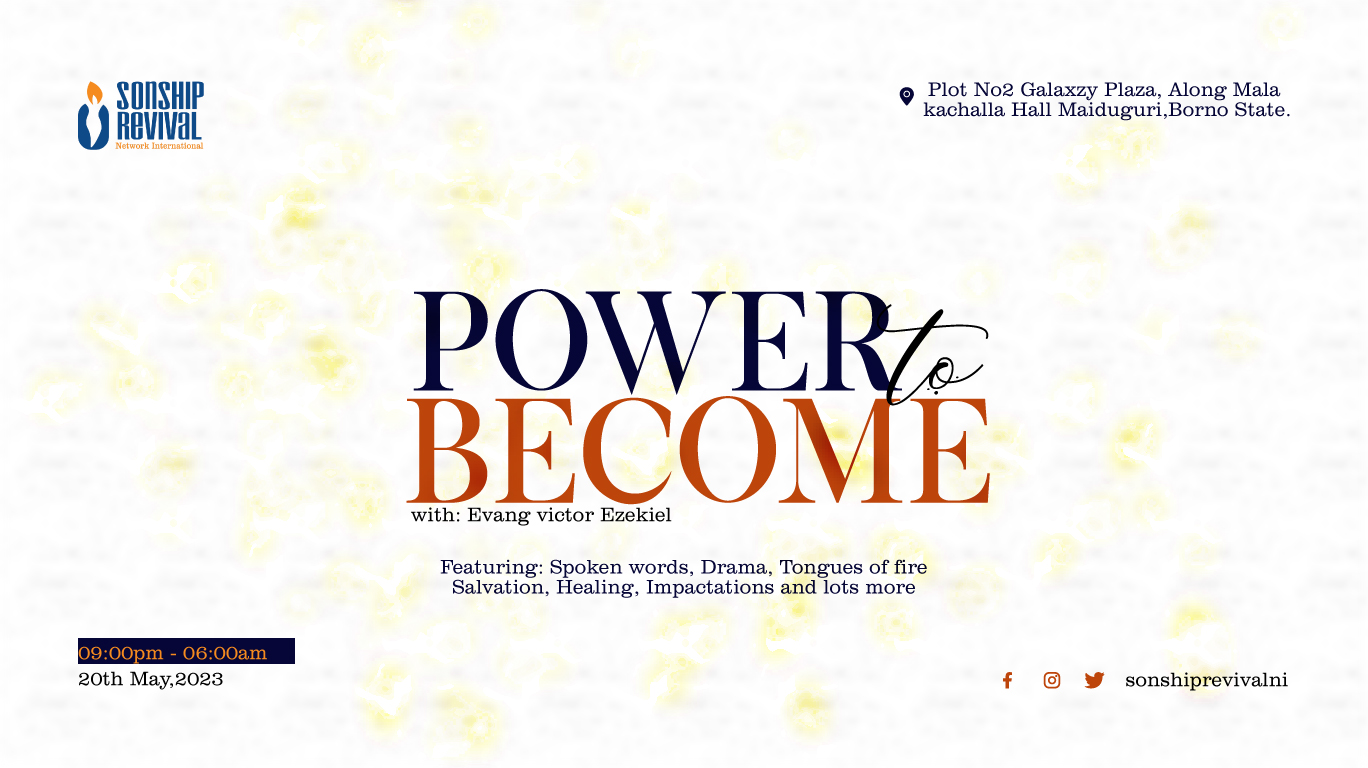 SONSHIP
REVIVAL
Network International
Plot No2 Galaxzy Plaza, Along Mala
kachalla Hall Maiduguri,Borno State.
POWER to
BECOME
with: Evang victor Ezekiel
Featuring: Spoken words, Drama, Tongues of fire
Salvation, Healing, Impactations and lots more
09:00pm - 06:00am
20th May,2023
sonshiprevivalni